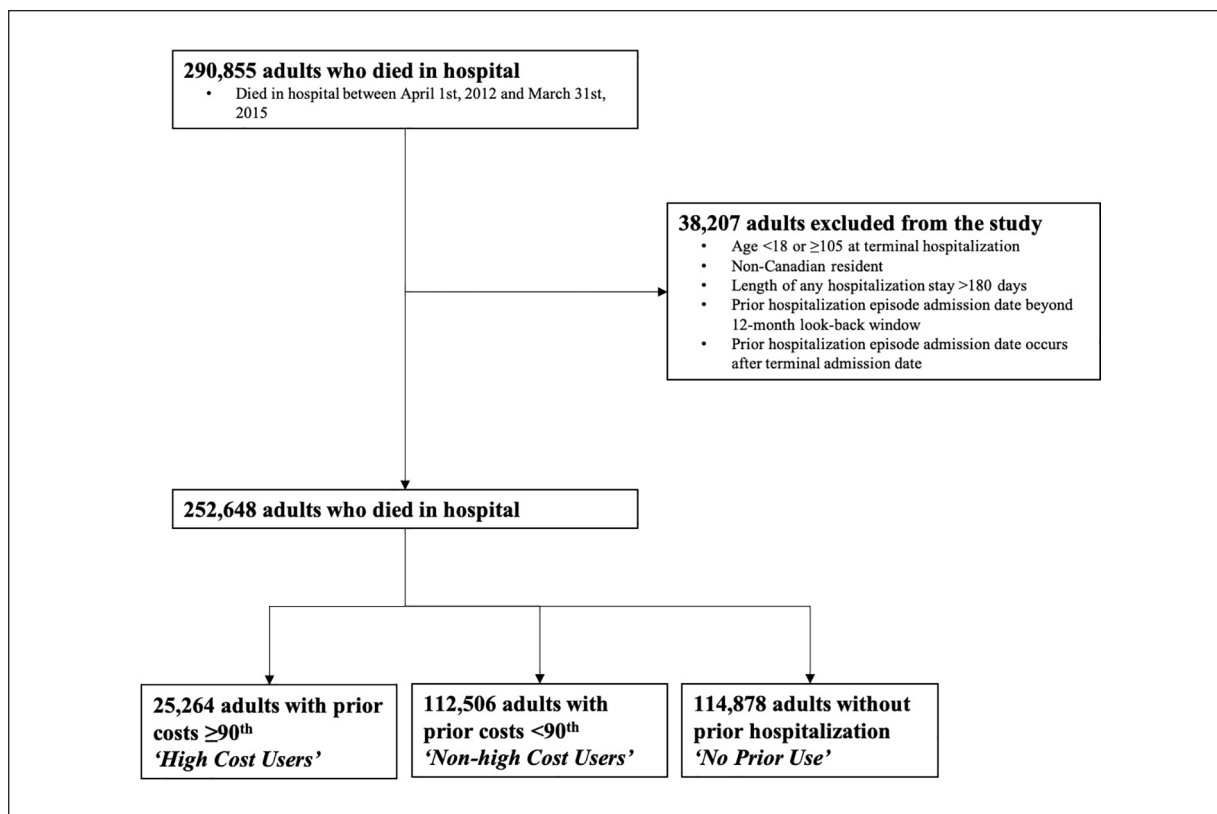 290,855 adults who died in hospital
• Died in hospital between April 1st, 2012 and March 31st,
2015
38,207 adults excluded from the study
• Age <18 or ≥105 at terminal hospitalization
• Non-Canadian resident
• Length of any hospitalization stay >180 days
• Prior hospitalization episode admission date beyond
12-month look-back window
• Prior hospitalization episode admission date occurs
after terminal admission date
252,648 adults who died in hospital
25,264 adults with prior
costs ≥90th
‘High Cost Users’
112,506 adults with
prior costs <90th
‘Non-high Cost Users’
114,878 adults without
prior hospitalization
‘No Prior Use’